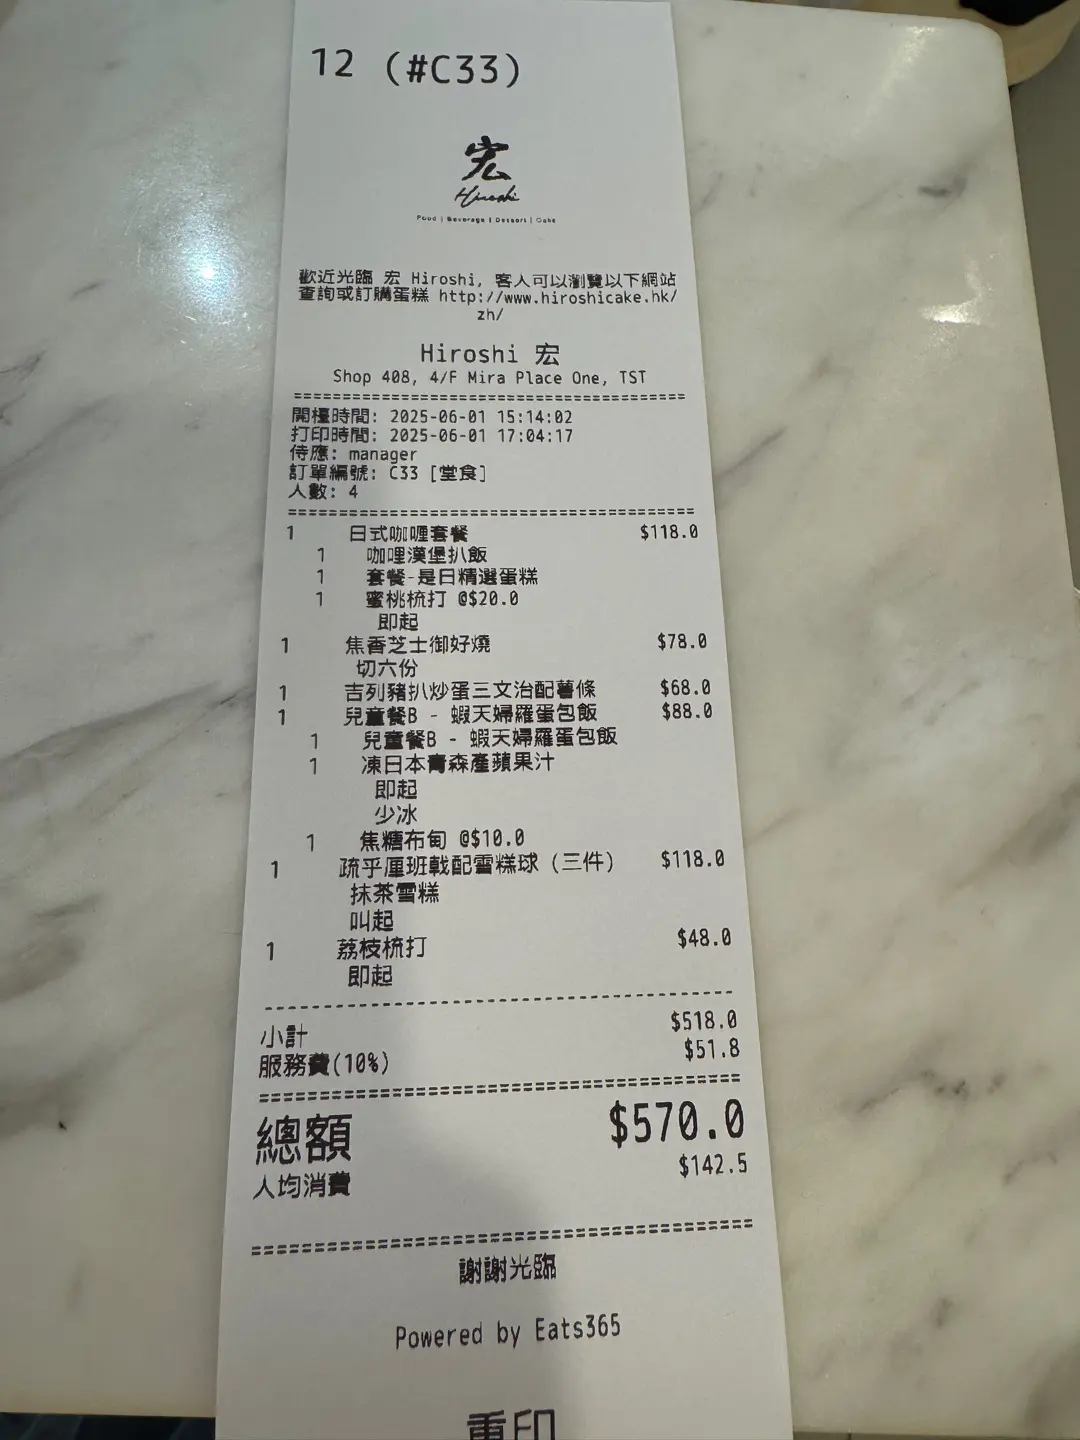 12 (#C33)
宏
Hiroshi
Food | Beverage | Dessert | Cake
歡近光臨 宏 Hiroshi, 客人可以瀏覽以下網站
查詢或訂購蛋糕 http://www.hiroshicake.hk/
zh/
Hiroshi 宏
Shop 408, 4/F Mira Place One, TST
開檯時間: 2025-06-01 15:14:02
打印時間: 2025-06-01 17:04:17
侍應: manager
訂單編號: C33 [堂食]
人數: 4
1 日式咖喱套餐 $118.0
1 咖哩漢堡扒飯
1 套餐-是日精選蛋糕
1 蜜桃梳打 @$20.0
即起
1 焦香芝士御好燒 $78.0
切六份
1 吉列豬扒炒蛋三文治配薯條 $68.0
1 兒童餐B - 蝦天婦羅蛋包飯 $88.0
1 兒童餐B - 蝦天婦羅蛋包飯
1 凍日本青森產蘋果汁
即起
少冰
1 焦糖布甸 @$10.0
1 疏乎厘班戟配雪糕球 (三件) $118.0
抹茶雪糕
叫起
1 荔枝梳打 $48.0
即起
小計 $518.0
服務費(10%) $51.8
總額 $570.0
人均消費 $142.5
謝謝光臨
Powered by Eats365
重印